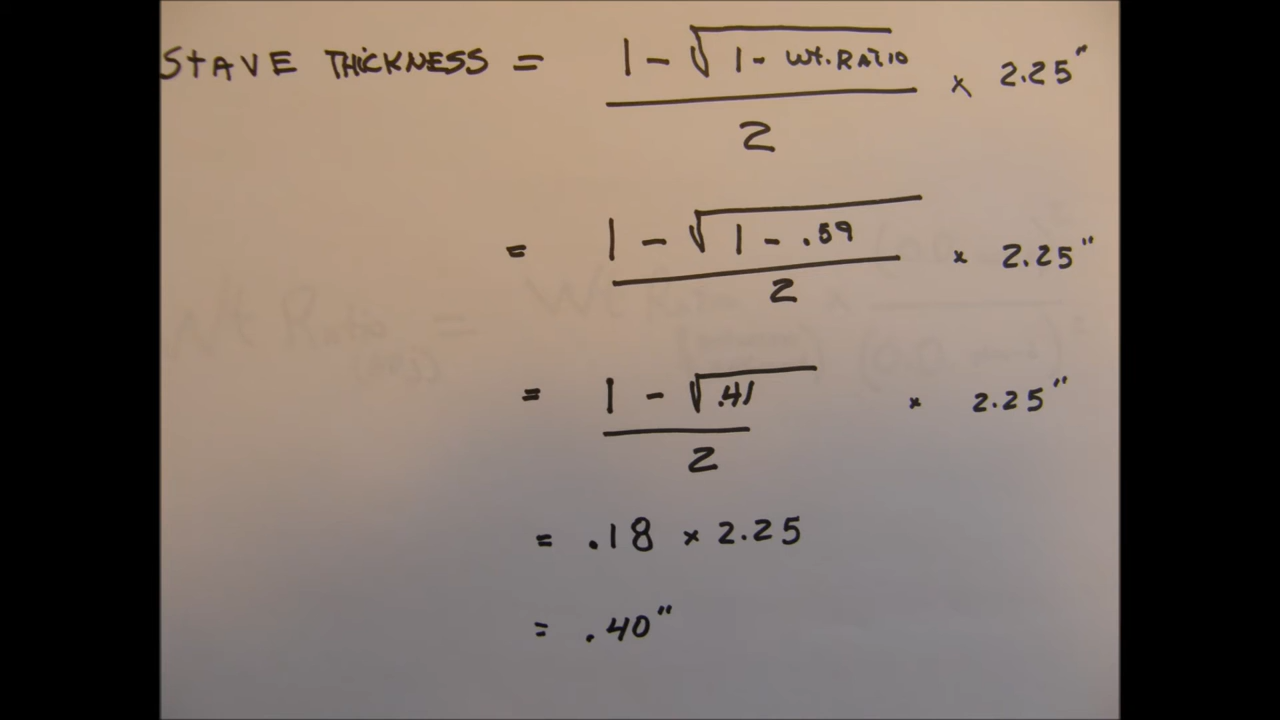 STAVE THICKNESS = 1 - √(1 - Wt. RATIO) / 2 × 2.25"
= 1 - √(1 - .59) / 2 × 2.25"
= 1 - √.41 / 2 × 2.25"
= .18 × 2.25
= .40"